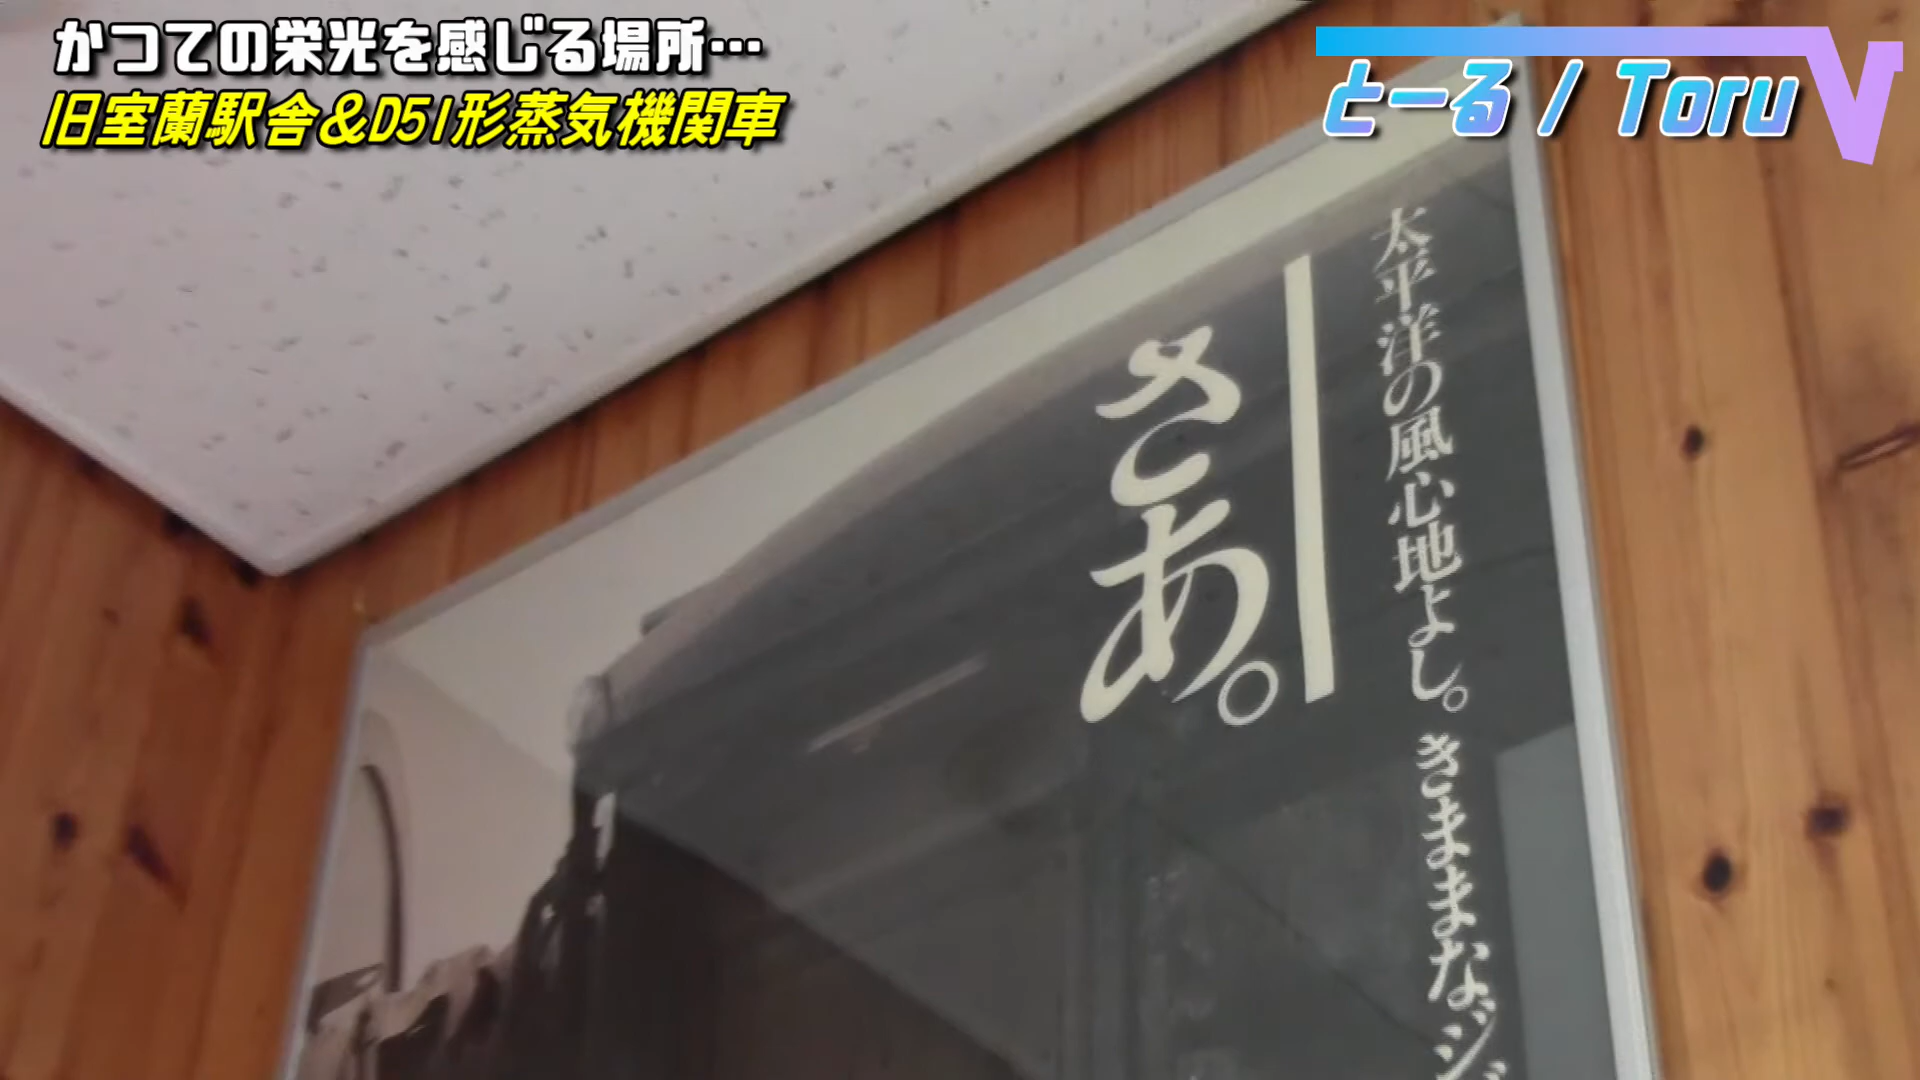 かつての栄光を感じる場所…
旧室蘭駅舎&D51形蒸気機関車
とーる / Toru V
太平洋の風心地よし。きままなジ
さあ。